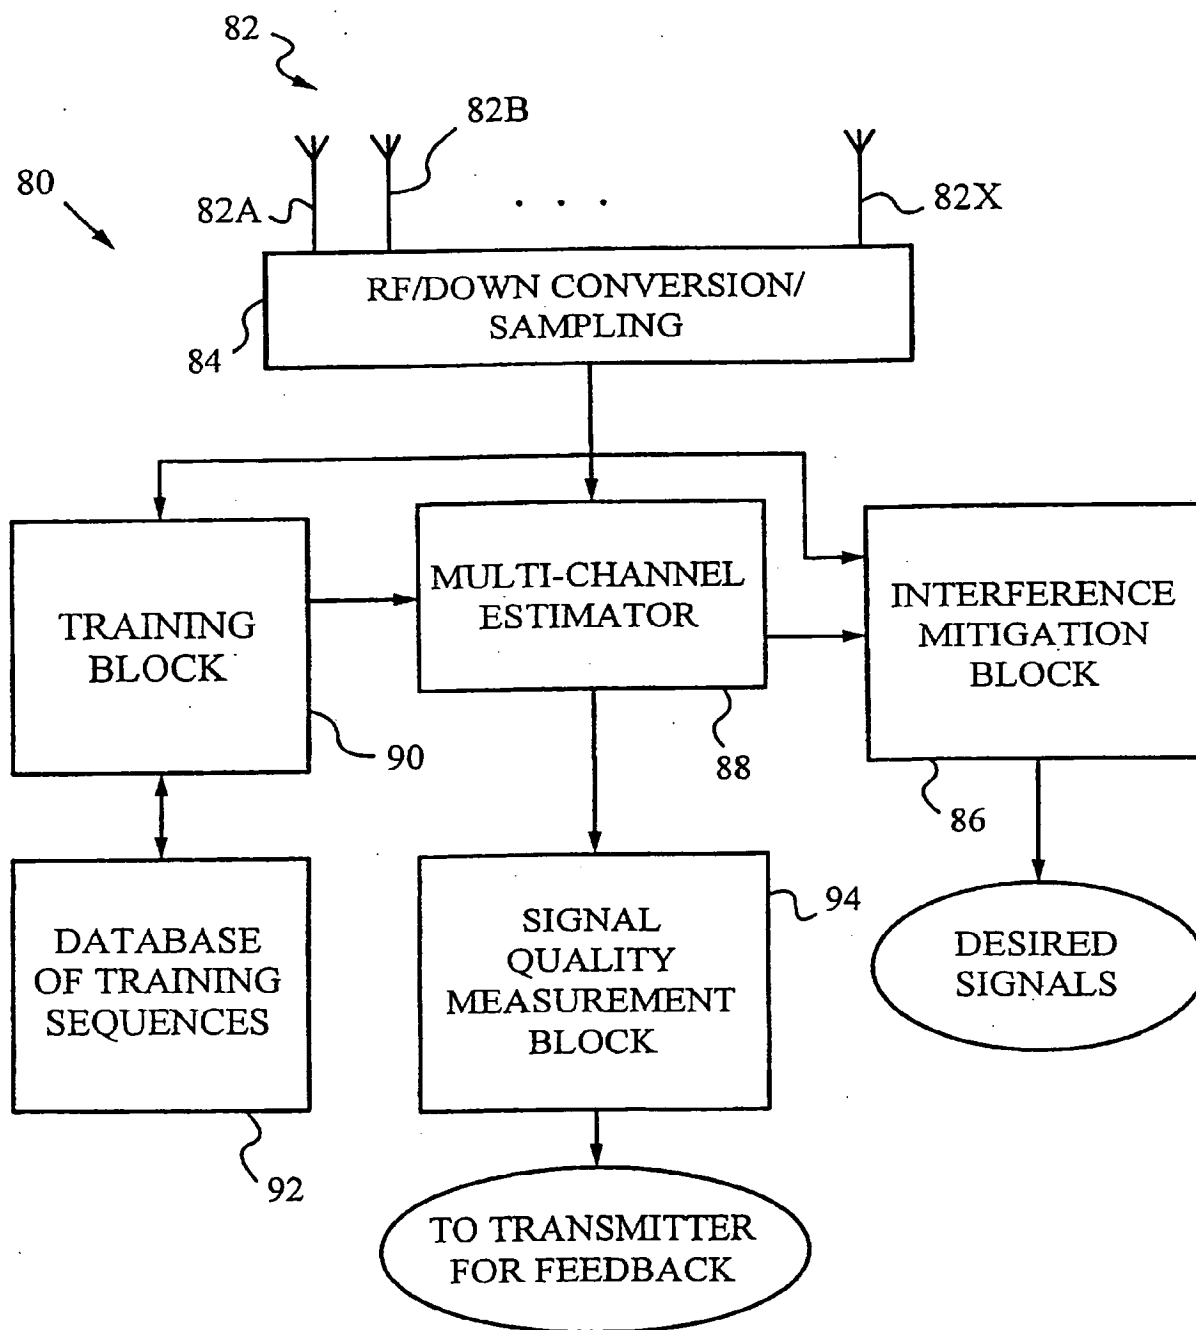 82
82B
80
82A
. . .
82X
RF/DOWN CONVERSION/
SAMPLING
84
TRAINING
BLOCK
MULTI-CHANNEL
ESTIMATOR
INTERFERENCE
MITIGATION
BLOCK
90
88
86
DATABASE
OF TRAINING
SEQUENCES
SIGNAL
QUALITY
MEASUREMENT
BLOCK
94
DESIRED
SIGNALS
92
TO TRANSMITTER
FOR FEEDBACK